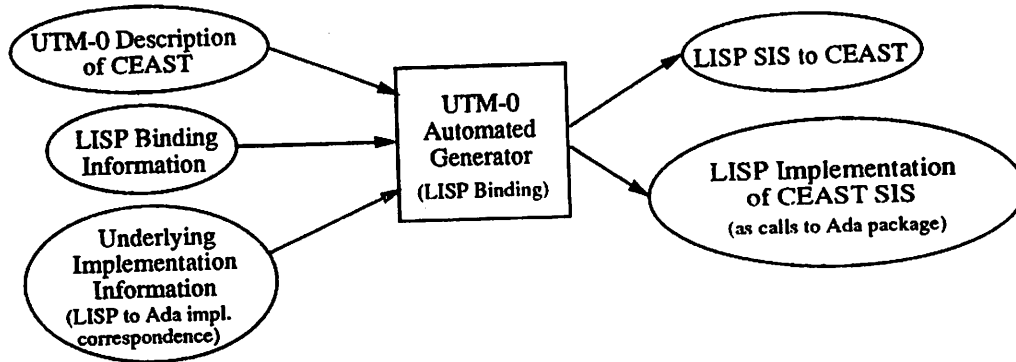 UTM-0 Description
of CEAST
LISP Binding
Information
Underlying
Implementation
Information
(LISP to Ada impl.
correspondence)
UTM-0
Automated
Generator
(LISP Binding)
LISP SIS to CEAST
LISP Implementation
of CEAST SIS
(as calls to Ada package)